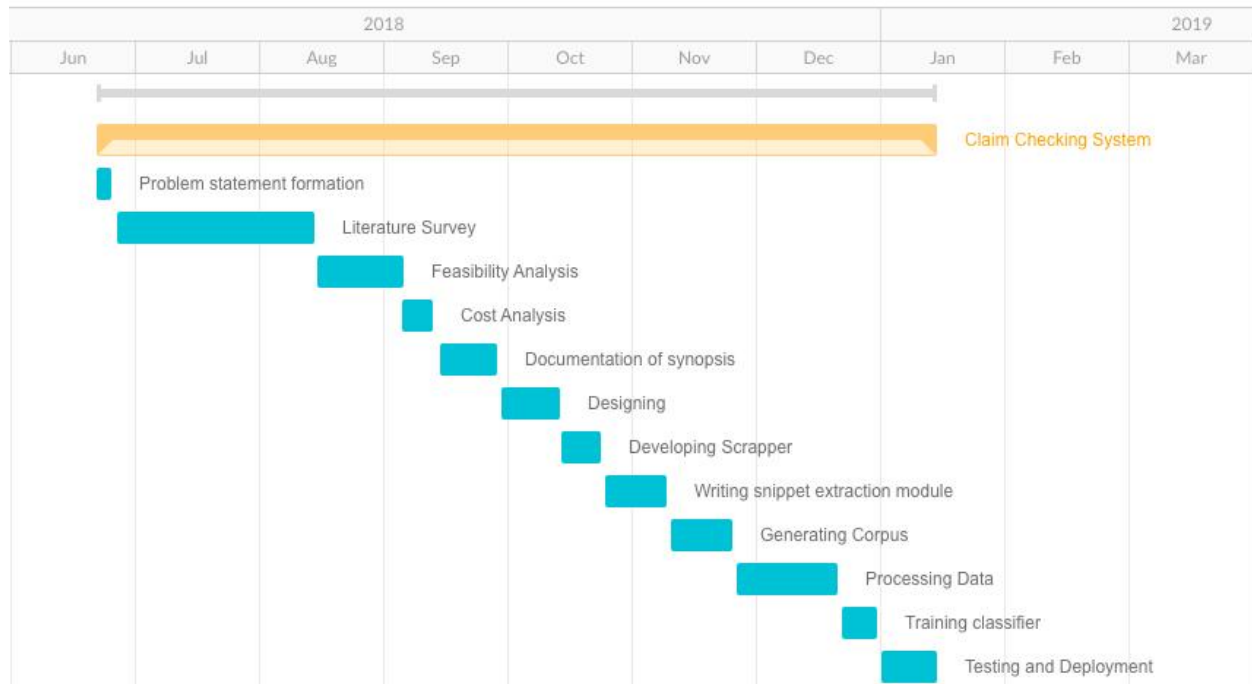 2018 2019
Jun Jul Aug Sep Oct Nov Dec Jan Feb Mar
Claim Checking System
Problem statement formation
Literature Survey
Feasibility Analysis
Cost Analysis
Documentation of synopsis
Designing
Developing Scrapper
Writing snippet extraction module
Generating Corpus
Processing Data
Training classifier
Testing and Deployment